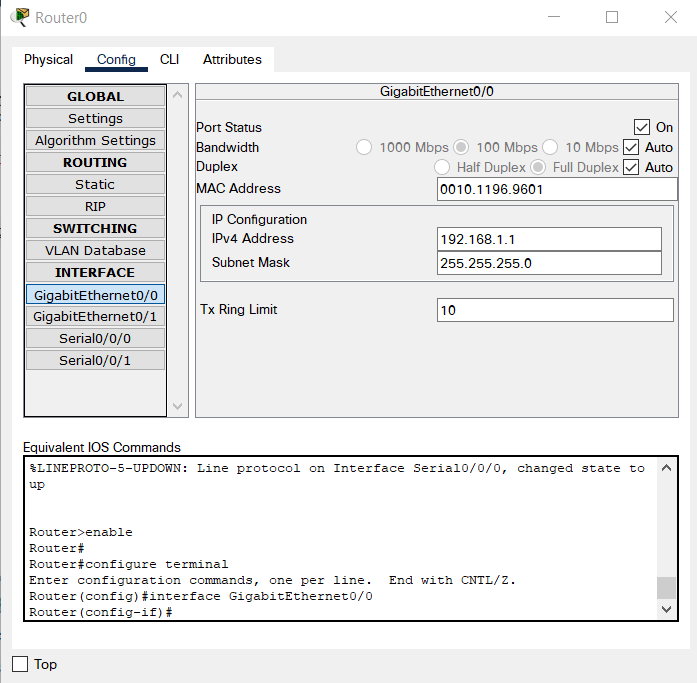 Router0
Physical Config CLI Attributes
GLOBAL
Settings
Algorithm Settings
ROUTING
Static
RIP
SWITCHING
VLAN Database
INTERFACE
GigabitEthernet0/0
GigabitEthernet0/1
Serial0/0/0
Serial0/0/1
GigabitEthernet0/0
Port Status On
Bandwidth 1000 Mbps 100 Mbps 10 Mbps Auto
Duplex Half Duplex Full Duplex Auto
MAC Address 0010.1196.9601
IP Configuration
IPv4 Address 192.168.1.1
Subnet Mask 255.255.255.0
Tx Ring Limit 10
Equivalent IOS Commands
%LINEPROTO-5-UPDOWN: Line protocol on Interface Serial0/0/0, changed state to
up
Router>enable
Router#
Router#configure terminal
Enter configuration commands, one per line.  End with CNTL/Z.
Router(config)#interface GigabitEthernet0/0
Router(config-if)#
Top